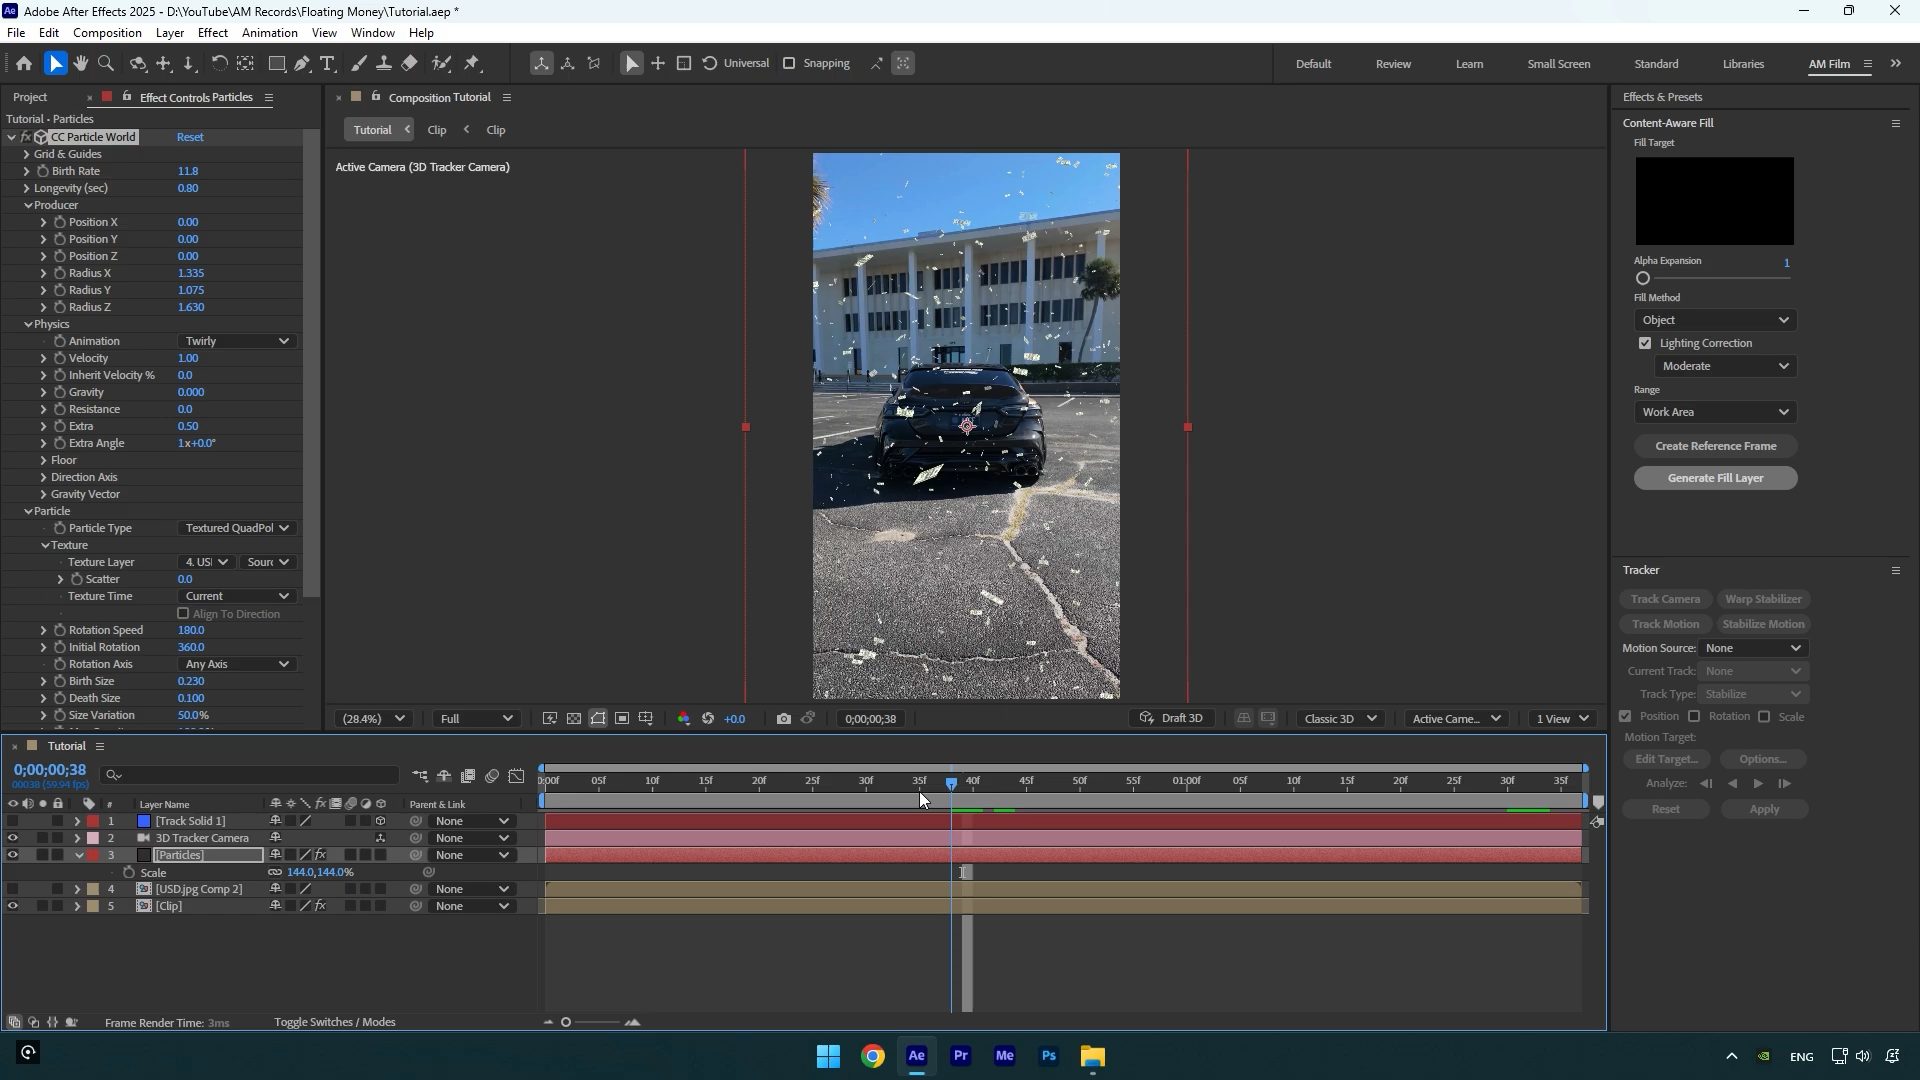 Adobe After Effects 2025 - D:\YouTube\AM Records\Floating Money\Tutorial.aep *
File Edit Composition Layer Effect Animation View Window Help
Universal Snapping Default Review Learn Small Screen Standard Libraries AM Film
Project Effect Controls Particles
Tutorial • Particles
CC Particle World Reset
Grid & Guides
Birth Rate 11.8
Longevity (sec) 0.80
Producer
Position X 0.00
Position Y 0.00
Position Z 0.00
Radius X 1.335
Radius Y 1.075
Radius Z 1.630
Physics
Animation Twirly
Velocity 1.00
Inherit Velocity % 0.0
Gravity 0.000
Resistance 0.0
Extra 0.50
Extra Angle 1x+0.0°
Floor
Direction Axis
Gravity Vector
Particle
Particle Type Textured QuadPol
Texture
Texture Layer 4. USI Sourc
Scatter 0.0
Texture Time Current
Align To Direction
Rotation Speed 180.0
Initial Rotation 360.0
Rotation Axis Any Axis
Birth Size 0.230
Death Size 0.100
Size Variation 50.0%
Composition Tutorial
Tutorial Clip Clip
Active Camera (3D Tracker Camera)
(28.4%) Full +0.0 0;00;00;38 Draft 3D Classic 3D Active Came... 1 View
Effects & Presets
Content-Aware Fill
Fill Target
Alpha Expansion 1
Fill Method
Object
Lighting Correction
Moderate
Range
Work Area
Create Reference Frame
Generate Fill Layer
Tracker
Track Camera Warp Stabilizer
Track Motion Stabilize Motion
Motion Source: None
Current Track: None
Track Type: Stabilize
Position Rotation Scale
Motion Target:
Edit Target... Options...
Analyze:
Reset Apply
Tutorial
0;00;00;38
00038 (59.94 fps)
0:00f 05f 10f 15f 20f 25f 30f 35f 40f 45f 50f 55f 01:00f 05f 10f 15f 20f 25f 30f 35f
# Layer Name fx Parent & Link
1 [Track Solid 1] None
2 3D Tracker Camera None
3 [Particles] fx None
Scale 144.0,144.0%
4 [USD.jpg Comp 2] None
5 [Clip] fx None
Frame Render Time: 3ms Toggle Switches / Modes
Ae Pr Me Ps ENG